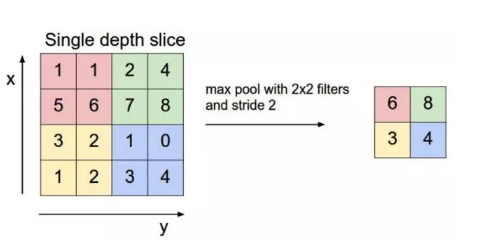 Single depth slice
x
1 1 2 4
5 6 7 8
3 2 1 0
1 2 3 4
y
max pool with 2x2 filters
and stride 2
6 8
3 4